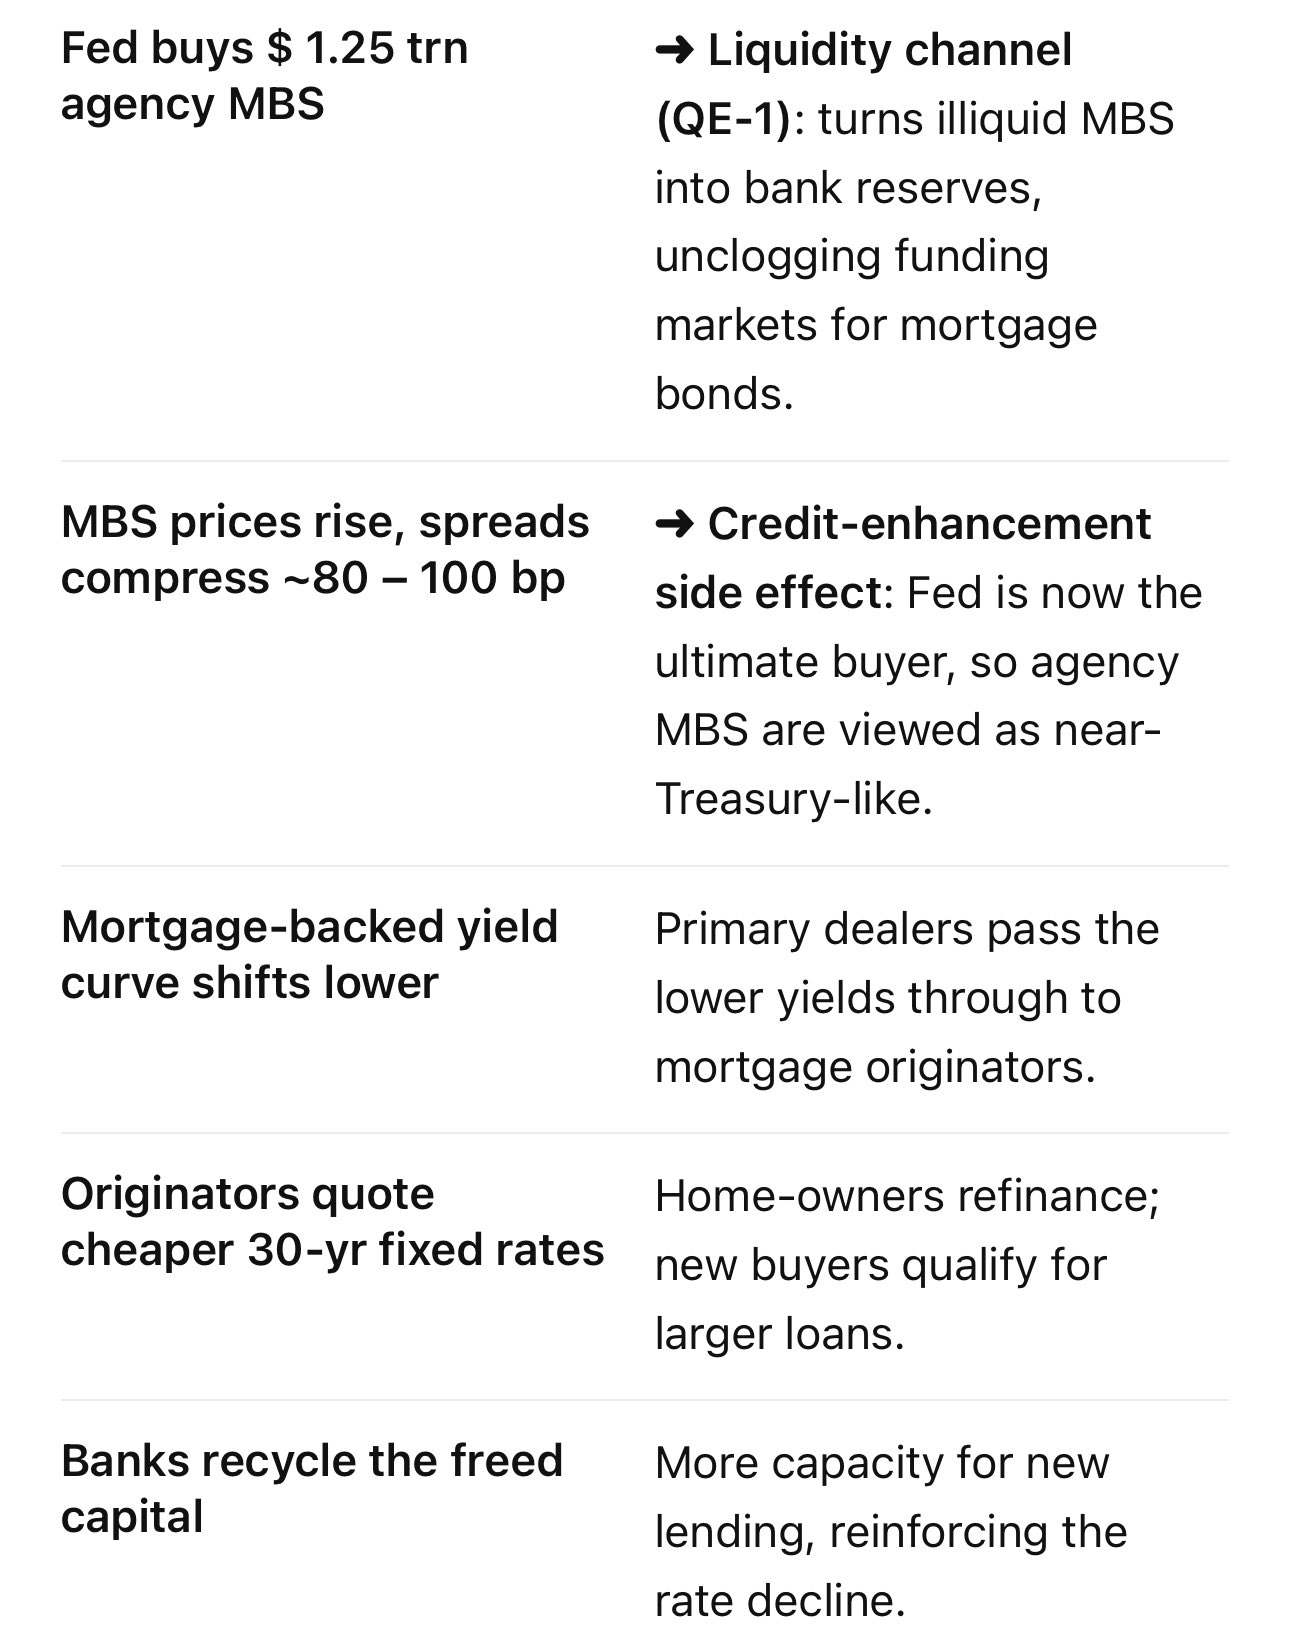 Fed buys $ 1.25 trn
agency MBS
➜ Liquidity channel
(QE-1): turns illiquid MBS
into bank reserves,
unclogging funding
markets for mortgage
bonds.
MBS prices rise, spreads
compress ~80 – 100 bp
➜ Credit-enhancement
side effect: Fed is now the
ultimate buyer, so agency
MBS are viewed as near-
Treasury-like.
Mortgage-backed yield
curve shifts lower
Primary dealers pass the
lower yields through to
mortgage originators.
Originators quote
cheaper 30-yr fixed rates
Home-owners refinance;
new buyers qualify for
larger loans.
Banks recycle the freed
capital
More capacity for new
lending, reinforcing the
rate decline.